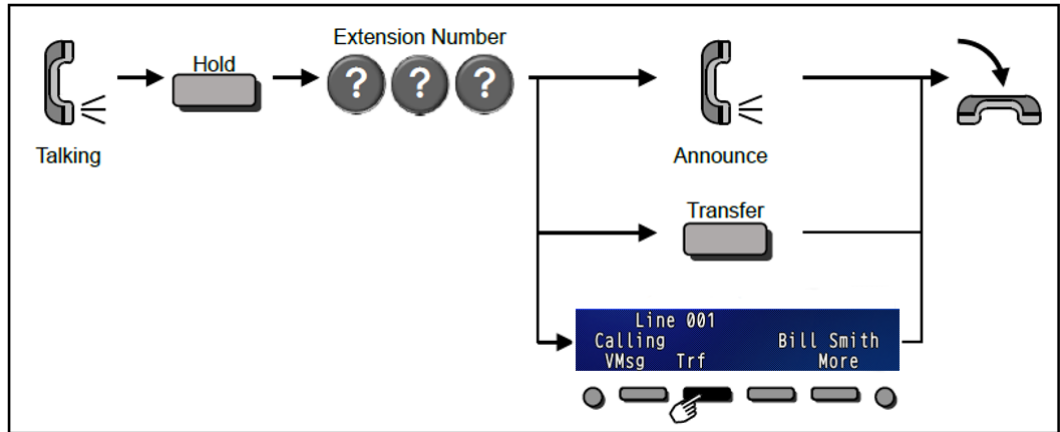 Extension Number
Hold
? ? ?
Talking
Announce
Transfer
Line 001
Calling Bill Smith
VMsg Trf More